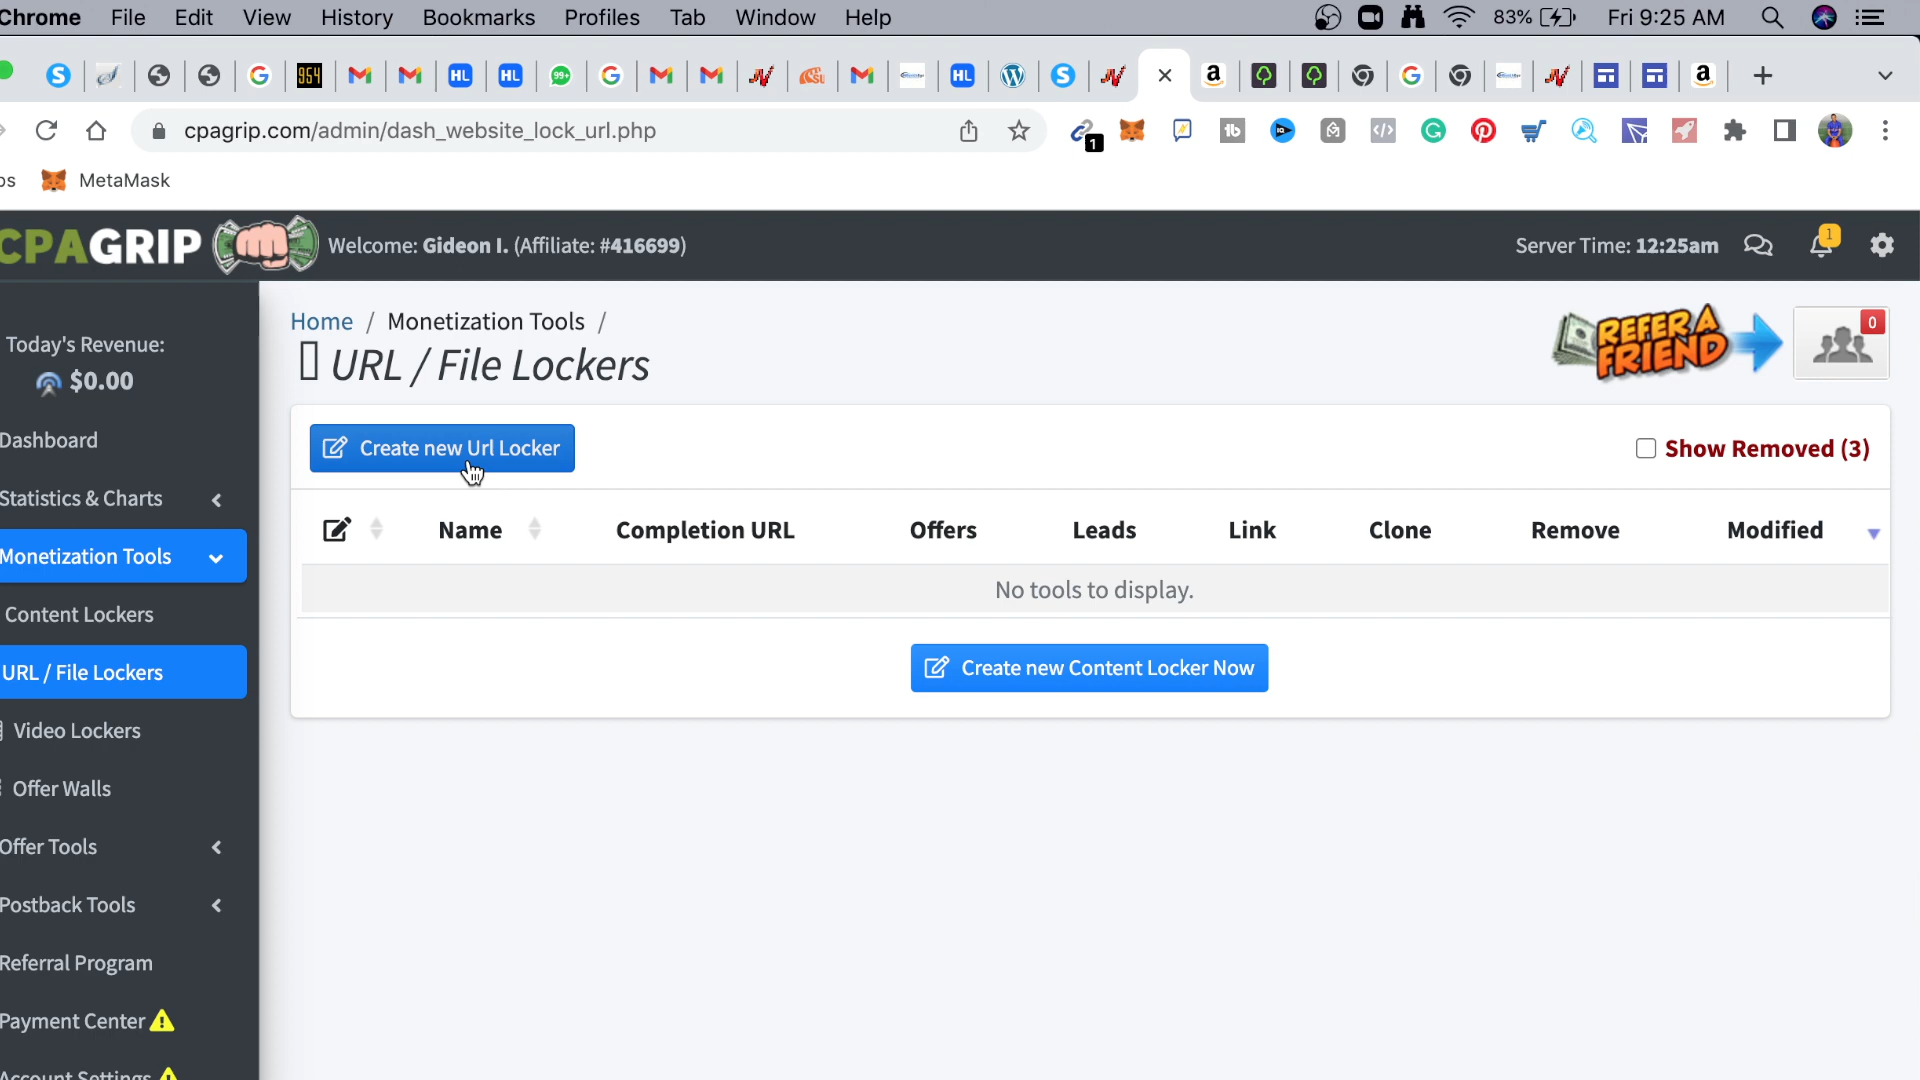 Chrome File Edit View History Bookmarks Profiles Tab Window Help 83% Fri 9:25 AM
cpagrip.com/admin/dash_website_lock_url.php
1
MetaMask
CPAGRIP Welcome: Gideon I. (Affiliate: #416699) Server Time: 12:25am 1
Today's Revenue:
$0.00
Dashboard
Statistics & Charts
Monetization Tools
Content Lockers
URL / File Lockers
Video Lockers
Offer Walls
Offer Tools
Postback Tools
Referral Program
Payment Center
Account Settings
Home / Monetization Tools /
URL / File Lockers
REFER A FRIEND
0
Create new Url Locker
Show Removed (3)
Name Completion URL Offers Leads Link Clone Remove Modified
No tools to display.
Create new Content Locker Now